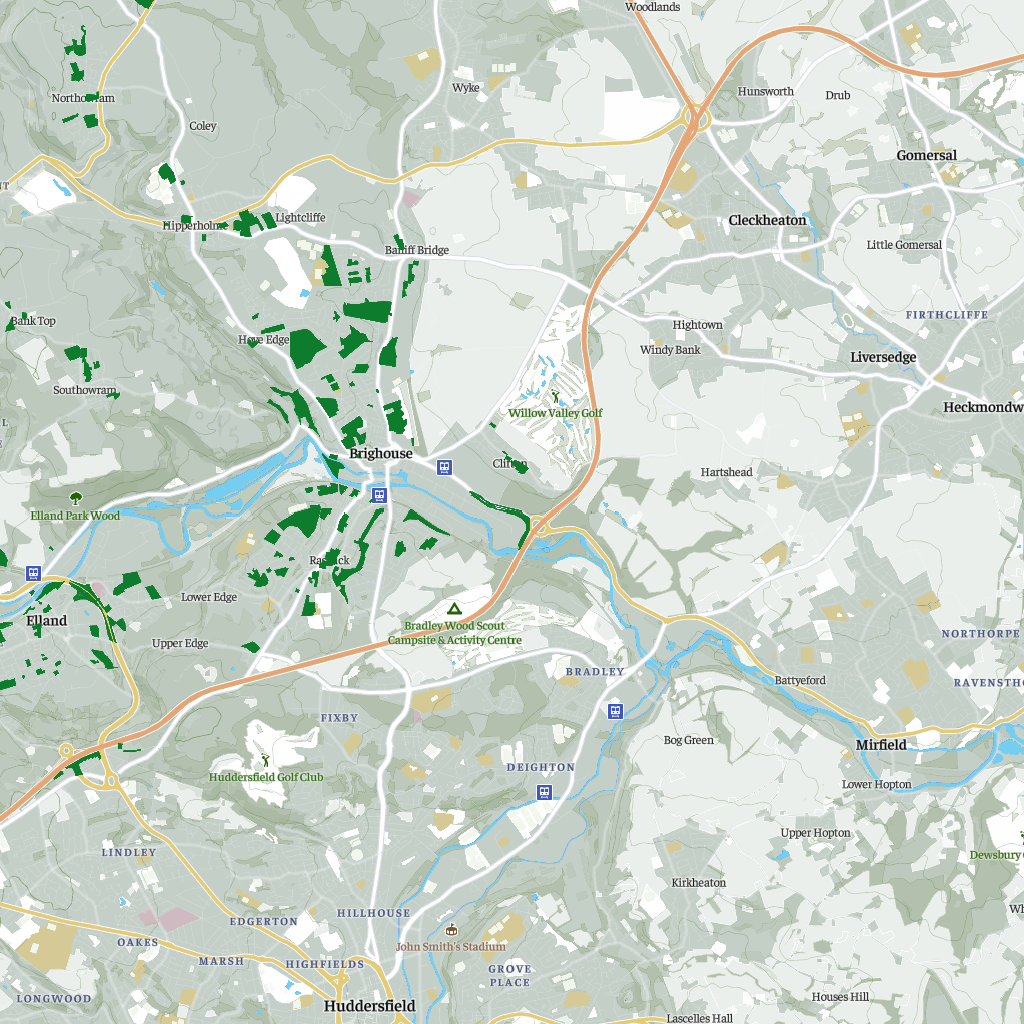 Woodlands
Wyke
Hunsworth
Drub
Coley
Gomersal
Cleckheaton
Lightcliffe
Hipperholme
Little Gomersal
Bailiff Bridge
FIRTHCLIFFE
Bank Top
Hightown
Hove Edge
Windy Bank
Liversedge
Southowram
Willow Valley Golf
Brighouse
Clifton
Hartshead
Elland Park Wood
Rastrick
Lower Edge
Elland
Bradley Wood Scout
Campsite & Activity Centre
Upper Edge
NORTHORPE
BRADLEY
Battyeford
FIXBY
Bog Green
Mirfield
DEIGHTON
Huddersfield Golf Club
Lower Hopton
Upper Hopton
LINDLEY
Dewsbury
Kirkheaton
HILLHOUSE
EDGERTON
OAKES
John Smith's Stadium
MARSH
HIGHFIELDS
GROVE
PLACE
LONGWOOD
Houses Hill
Huddersfield
Lascelles Hall